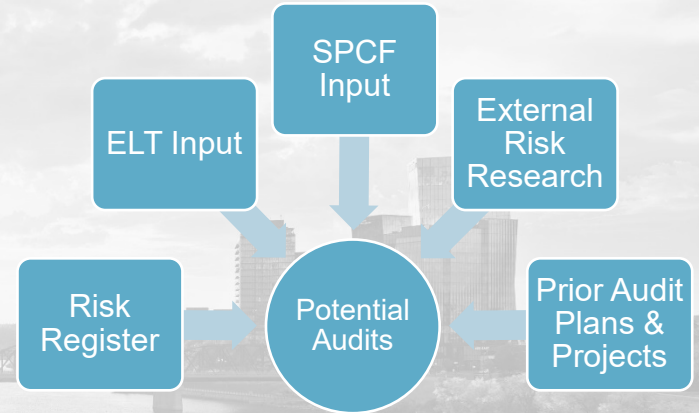 SPCF
Input
ELT Input
External
Risk
Research
Risk
Register
Potential
Audits
Prior Audit
Plans &
Projects